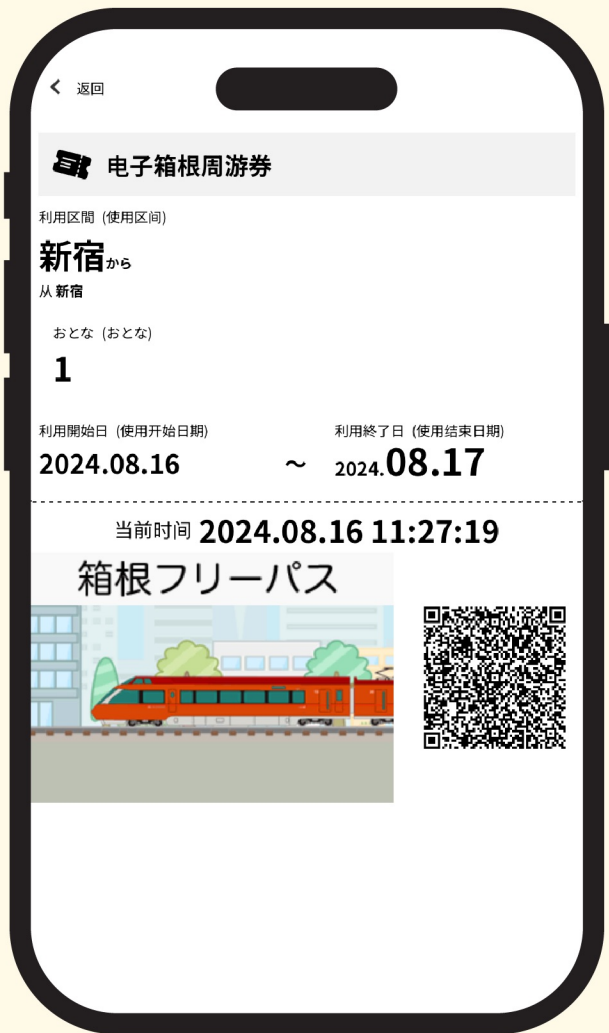 返回
电子箱根周游券
利用区間 (使用区间)
新宿から
从 新宿
おとな (おとな)
1
利用開始日 (使用开始日期)
2024.08.16
～
利用終了日 (使用结束日期)
2024.08.17
当前时间 2024.08.16 11:27:19
箱根フリーパス